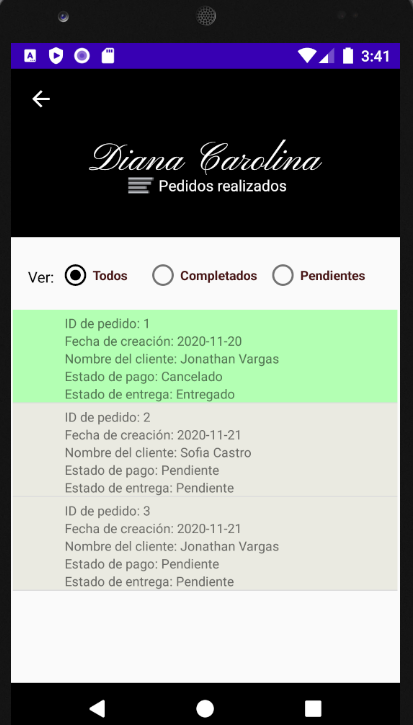 3:41
Diana Carolina
Pedidos realizados
Ver: Todos Completados Pendientes
ID de pedido: 1
Fecha de creación: 2020-11-20
Nombre del cliente: Jonathan Vargas
Estado de pago: Cancelado
Estado de entrega: Entregado
ID de pedido: 2
Fecha de creación: 2020-11-21
Nombre del cliente: Sofia Castro
Estado de pago: Pendiente
Estado de entrega: Pendiente
ID de pedido: 3
Fecha de creación: 2020-11-21
Nombre del cliente: Jonathan Vargas
Estado de pago: Pendiente
Estado de entrega: Pendiente